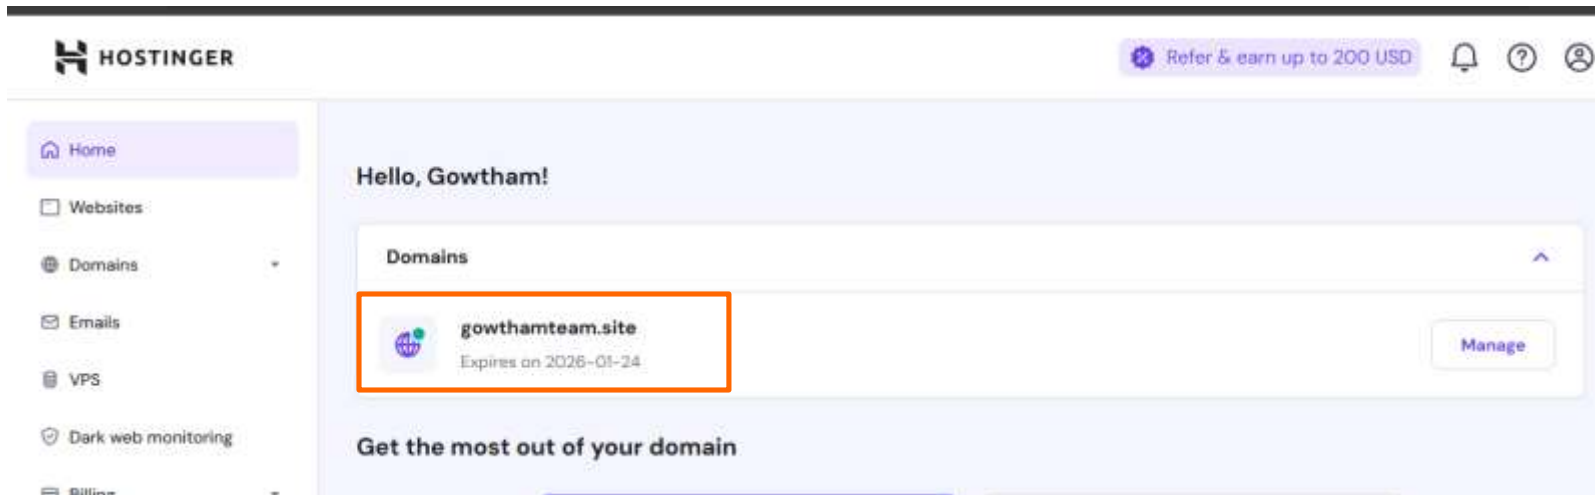 HOSTINGER
Refer & earn up to 200 USD
Home
Websites
Domains
Emails
VPS
Dark web monitoring
Billing
Hello, Gowtham!
Domains
gowthamteam.site
Expires on 2026-01-24
Manage
Get the most out of your domain